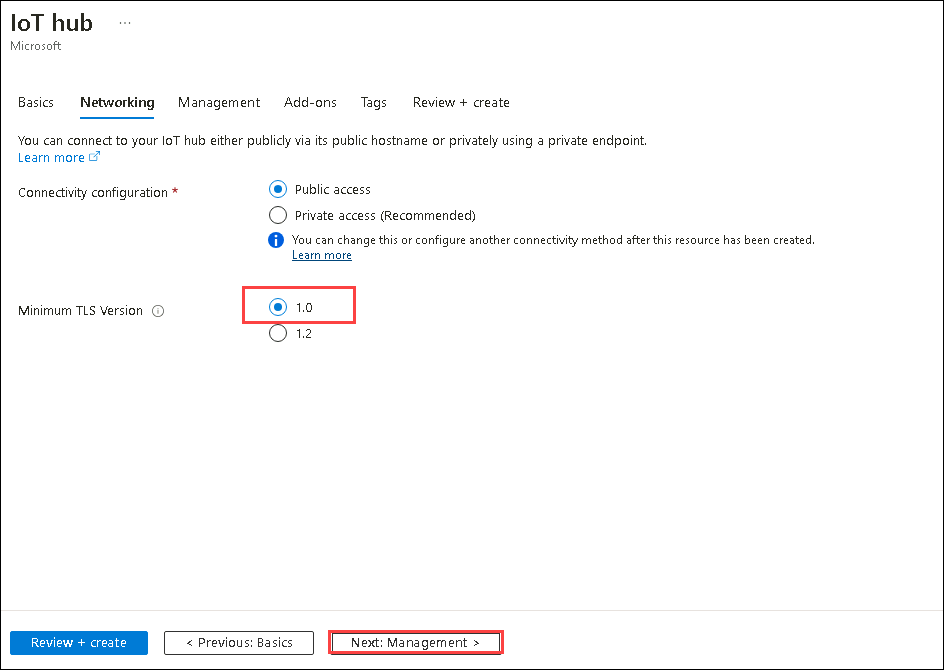 IoT hub ...
Microsoft
Basics Networking Management Add-ons Tags Review + create
You can connect to your IoT hub either publicly via its public hostname or privately using a private endpoint.
Learn more
Connectivity configuration *
Public access
Private access (Recommended)
You can change this or configure another connectivity method after this resource has been created.
Learn more
Minimum TLS Version
1.0
1.2
Review + create < Previous: Basics Next: Management >